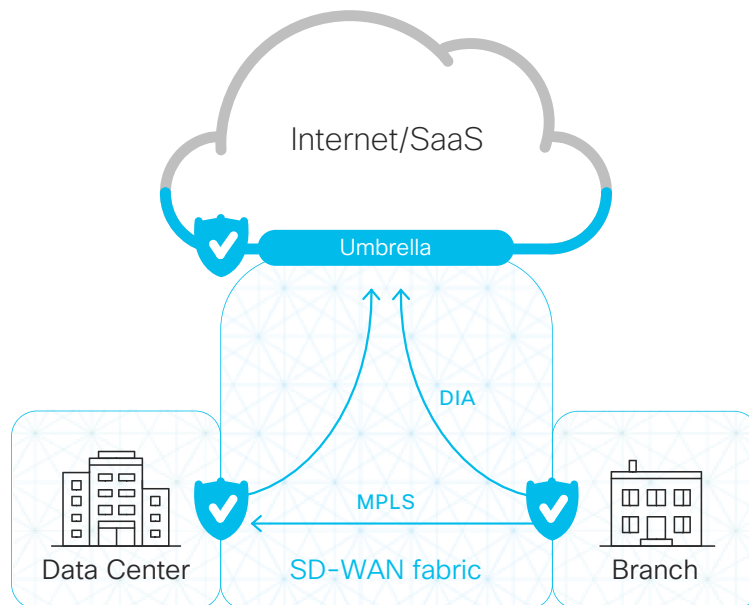 Internet/SaaS
Umbrella
DIA
MPLS
Data Center
SD-WAN fabric
Branch